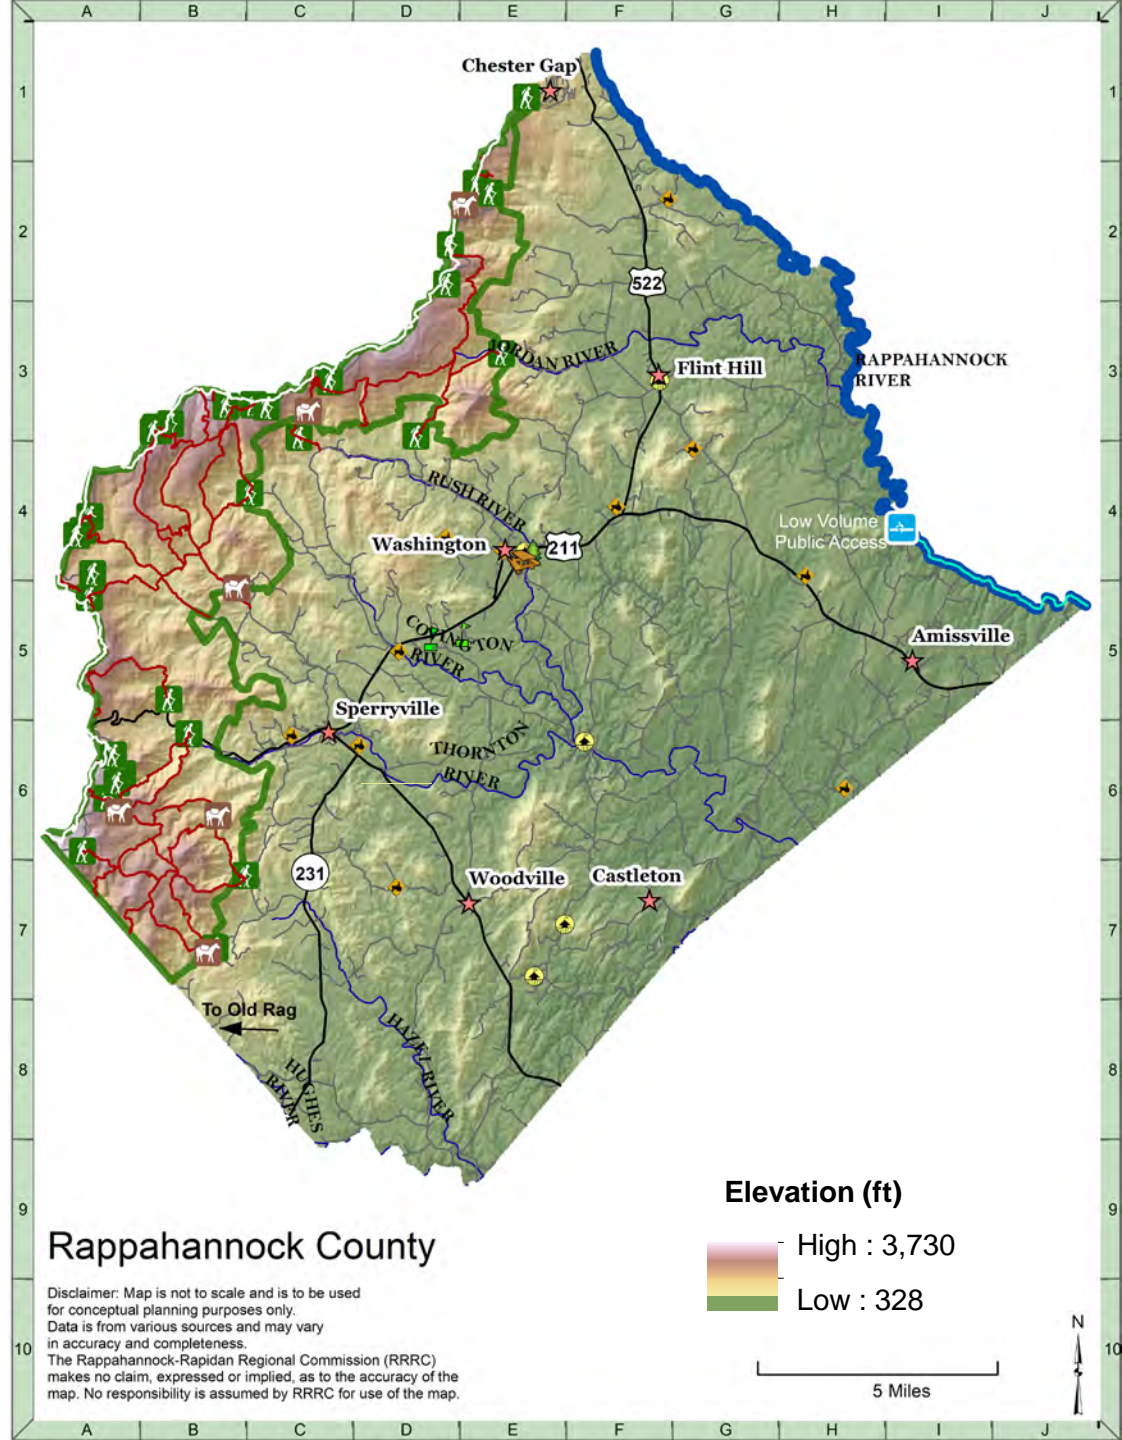 A B C D E F G H I J
1
2
3
4
5
6
7
8
9
10
1
2
3
4
5
6
7
8
9
10
Chester Gap
522
JORDAN RIVER
Flint Hill
RAPPAHANNOCK
RIVER
RUSH RIVER
Washington
211
Low Volume
Public Access
COVINGTON
RIVER
Amissville
Sperryville
THORNTON
RIVER
231
Woodville
Castleton
To Old Rag
HAZEL RIVER
HUGHES
RIVER
Elevation (ft)
High : 3,730
Low : 328
Rappahannock County
Disclaimer: Map is not to scale and is to be used
for conceptual planning purposes only.
Data is from various sources and may vary
in accuracy and completeness.
The Rappahannock-Rapidan Regional Commission (RRRC)
makes no claim, expressed or implied, as to the accuracy of the
map. No responsibility is assumed by RRRC for use of the map.
N
5 Miles
A B C D E F G H I J